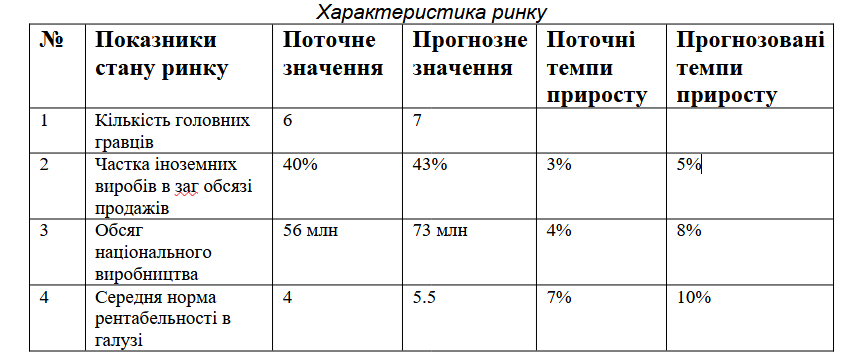 Характеристика ринку
№ Показники стану ринку Поточне значення Прогнозне значення Поточні темпи приросту Прогнозовані темпи приросту
1 Кількість головних гравців 6 7
2 Частка іноземних виробів в заг обсязі продажів 40% 43% 3% 5%
3 Обсяг національного виробництва 56 млн 73 млн 4% 8%
4 Середня норма рентабельності в галузі 4 5.5 7% 10%